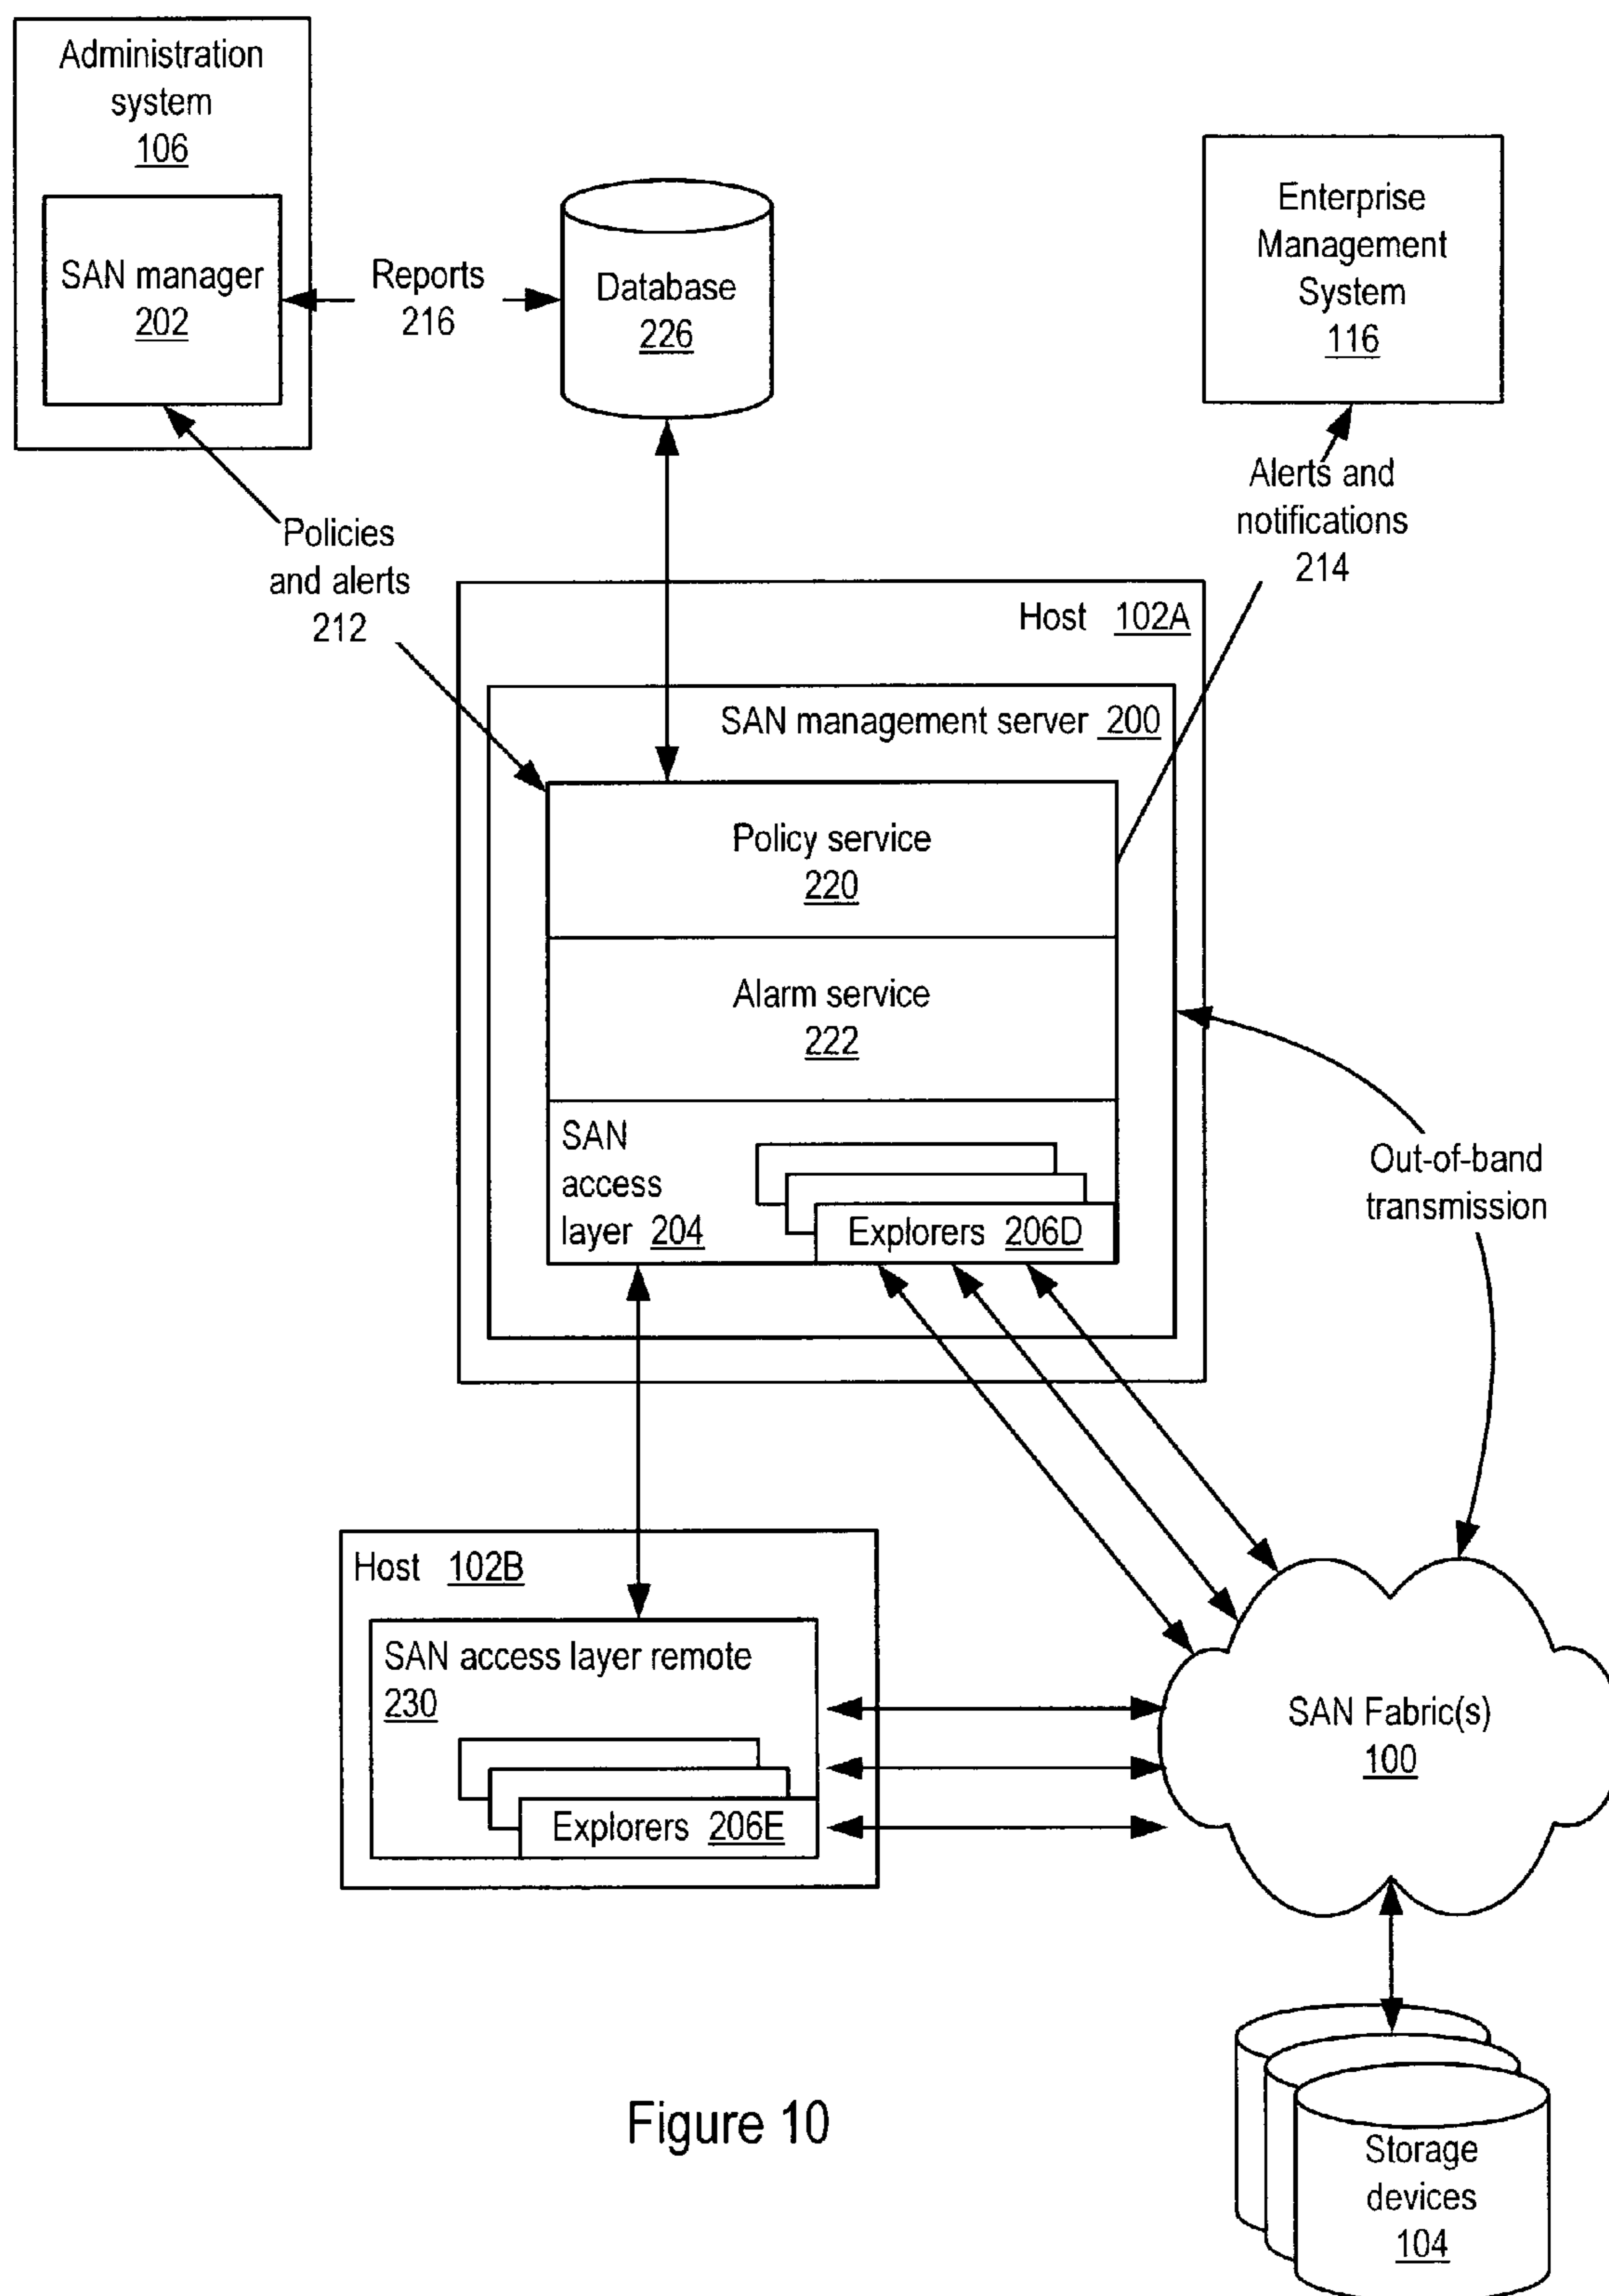 Administration
system
106
SAN manager
202
Reports
216
Database
226
Enterprise
Management
System
116
Policies
and alerts
212
Alerts and
notifications
214
Host 102A
SAN management server 200
Policy service
220
Alarm service
222
SAN
access
layer 204
Explorers 206D
Out-of-band
transmission
Host 102B
SAN access layer remote
230
Explorers 206E
SAN Fabric(s)
100
Storage
devices
104
Figure 10